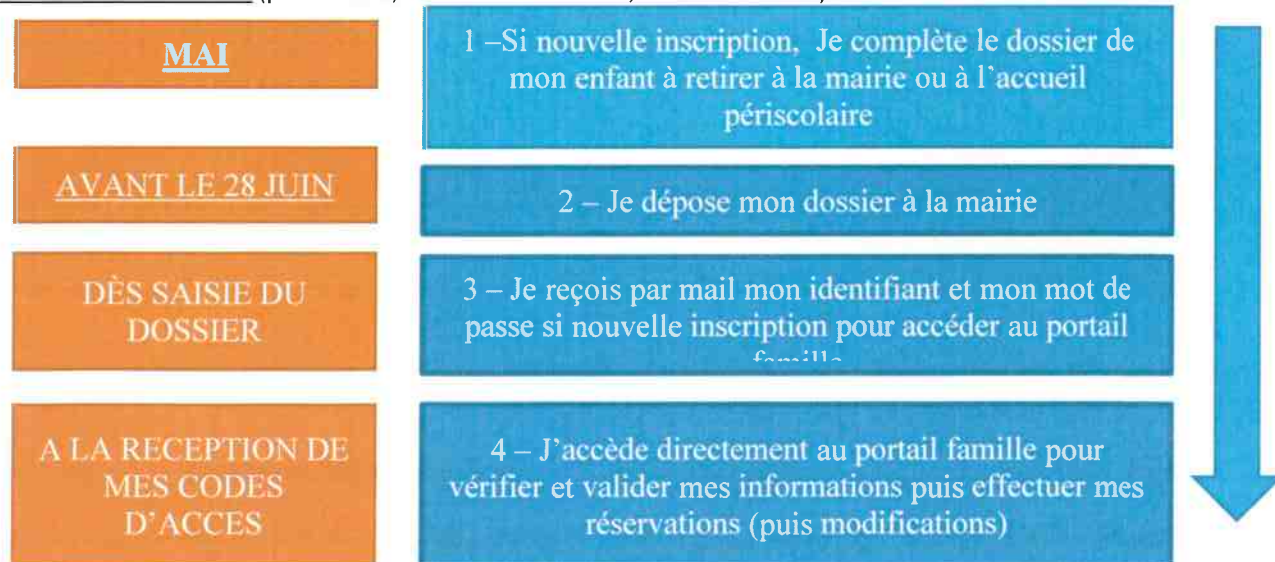 MAI
1 –Si nouvelle inscription, Je complète le dossier de
mon enfant à retirer à la mairie ou à l'accueil
périscolaire
AVANT LE 28 JUIN
2 – Je dépose mon dossier à la mairie
DÈS SAISIE DU
DOSSIER
3 – Je reçois par mail mon identifiant et mon mot de
passe si nouvelle inscription pour accéder au portail
famille
A LA RECEPTION DE
MES CODES
D'ACCES
4 – J'accède directement au portail famille pour
vérifier et valider mes informations puis effectuer mes
réservations (puis modifications)